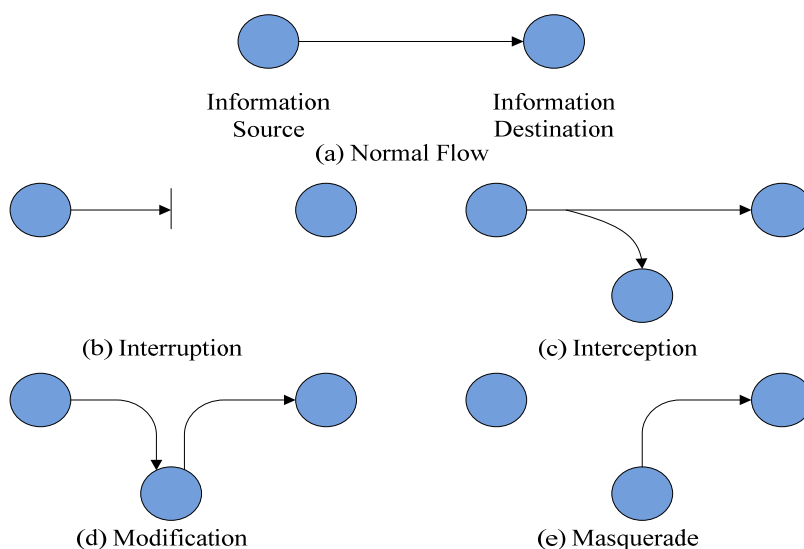 Information
Source
Information
Destination
(a) Normal Flow
(b) Interruption
(c) Interception
(d) Modification
(e) Masquerade